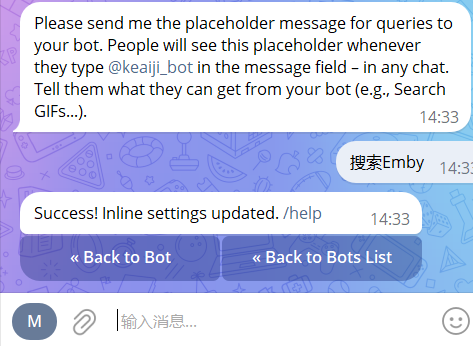 Please send me the placeholder message for queries to
your bot. People will see this placeholder whenever
they type @keaiji_bot in the message field – in any chat.
Tell them what they can get from your bot (e.g., Search
GIFs...).
14:33
搜索Emby
14:33
Success! Inline settings updated. /help
14:33
« Back to Bot
« Back to Bots List
M
输入消息...